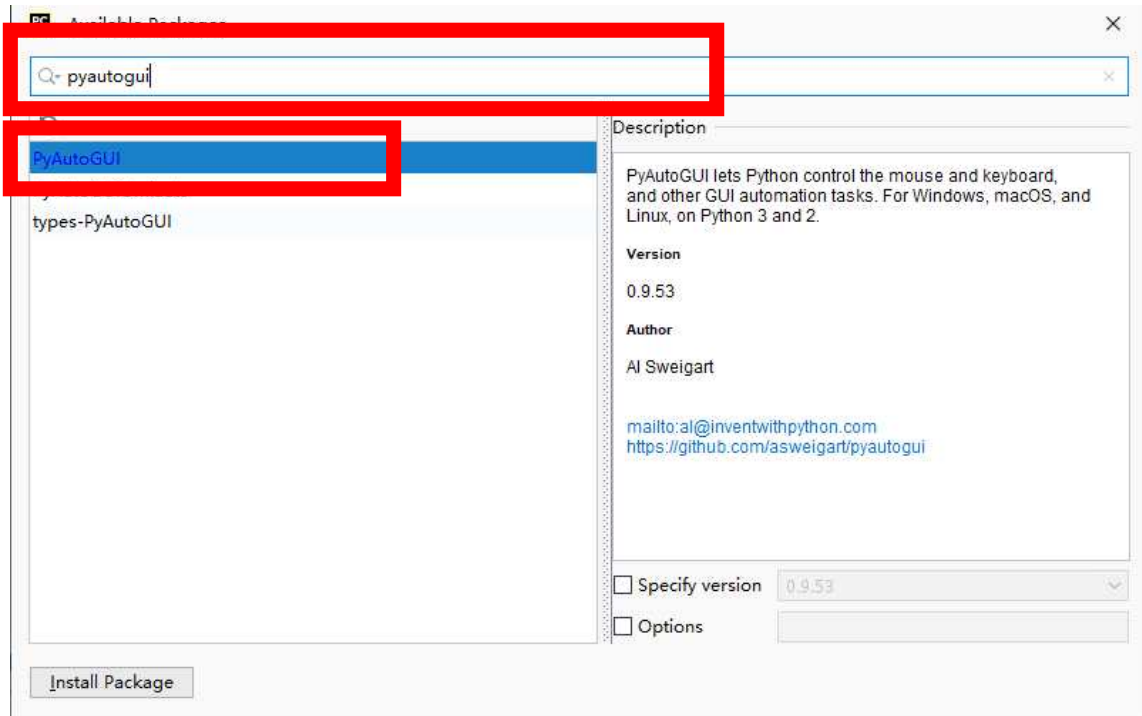 pyautogui
PyAutoGUI
types-PyAutoGUI
Description
PyAutoGUI lets Python control the mouse and keyboard,
and other GUI automation tasks. For Windows, macOS, and
Linux, on Python 3 and 2.
Version
0.9.53
Author
Al Sweigart
mailto:al@inventwithpython.com
https://github.com/asweigart/pyautogui
Specify version 0.9.53
Options
Install Package